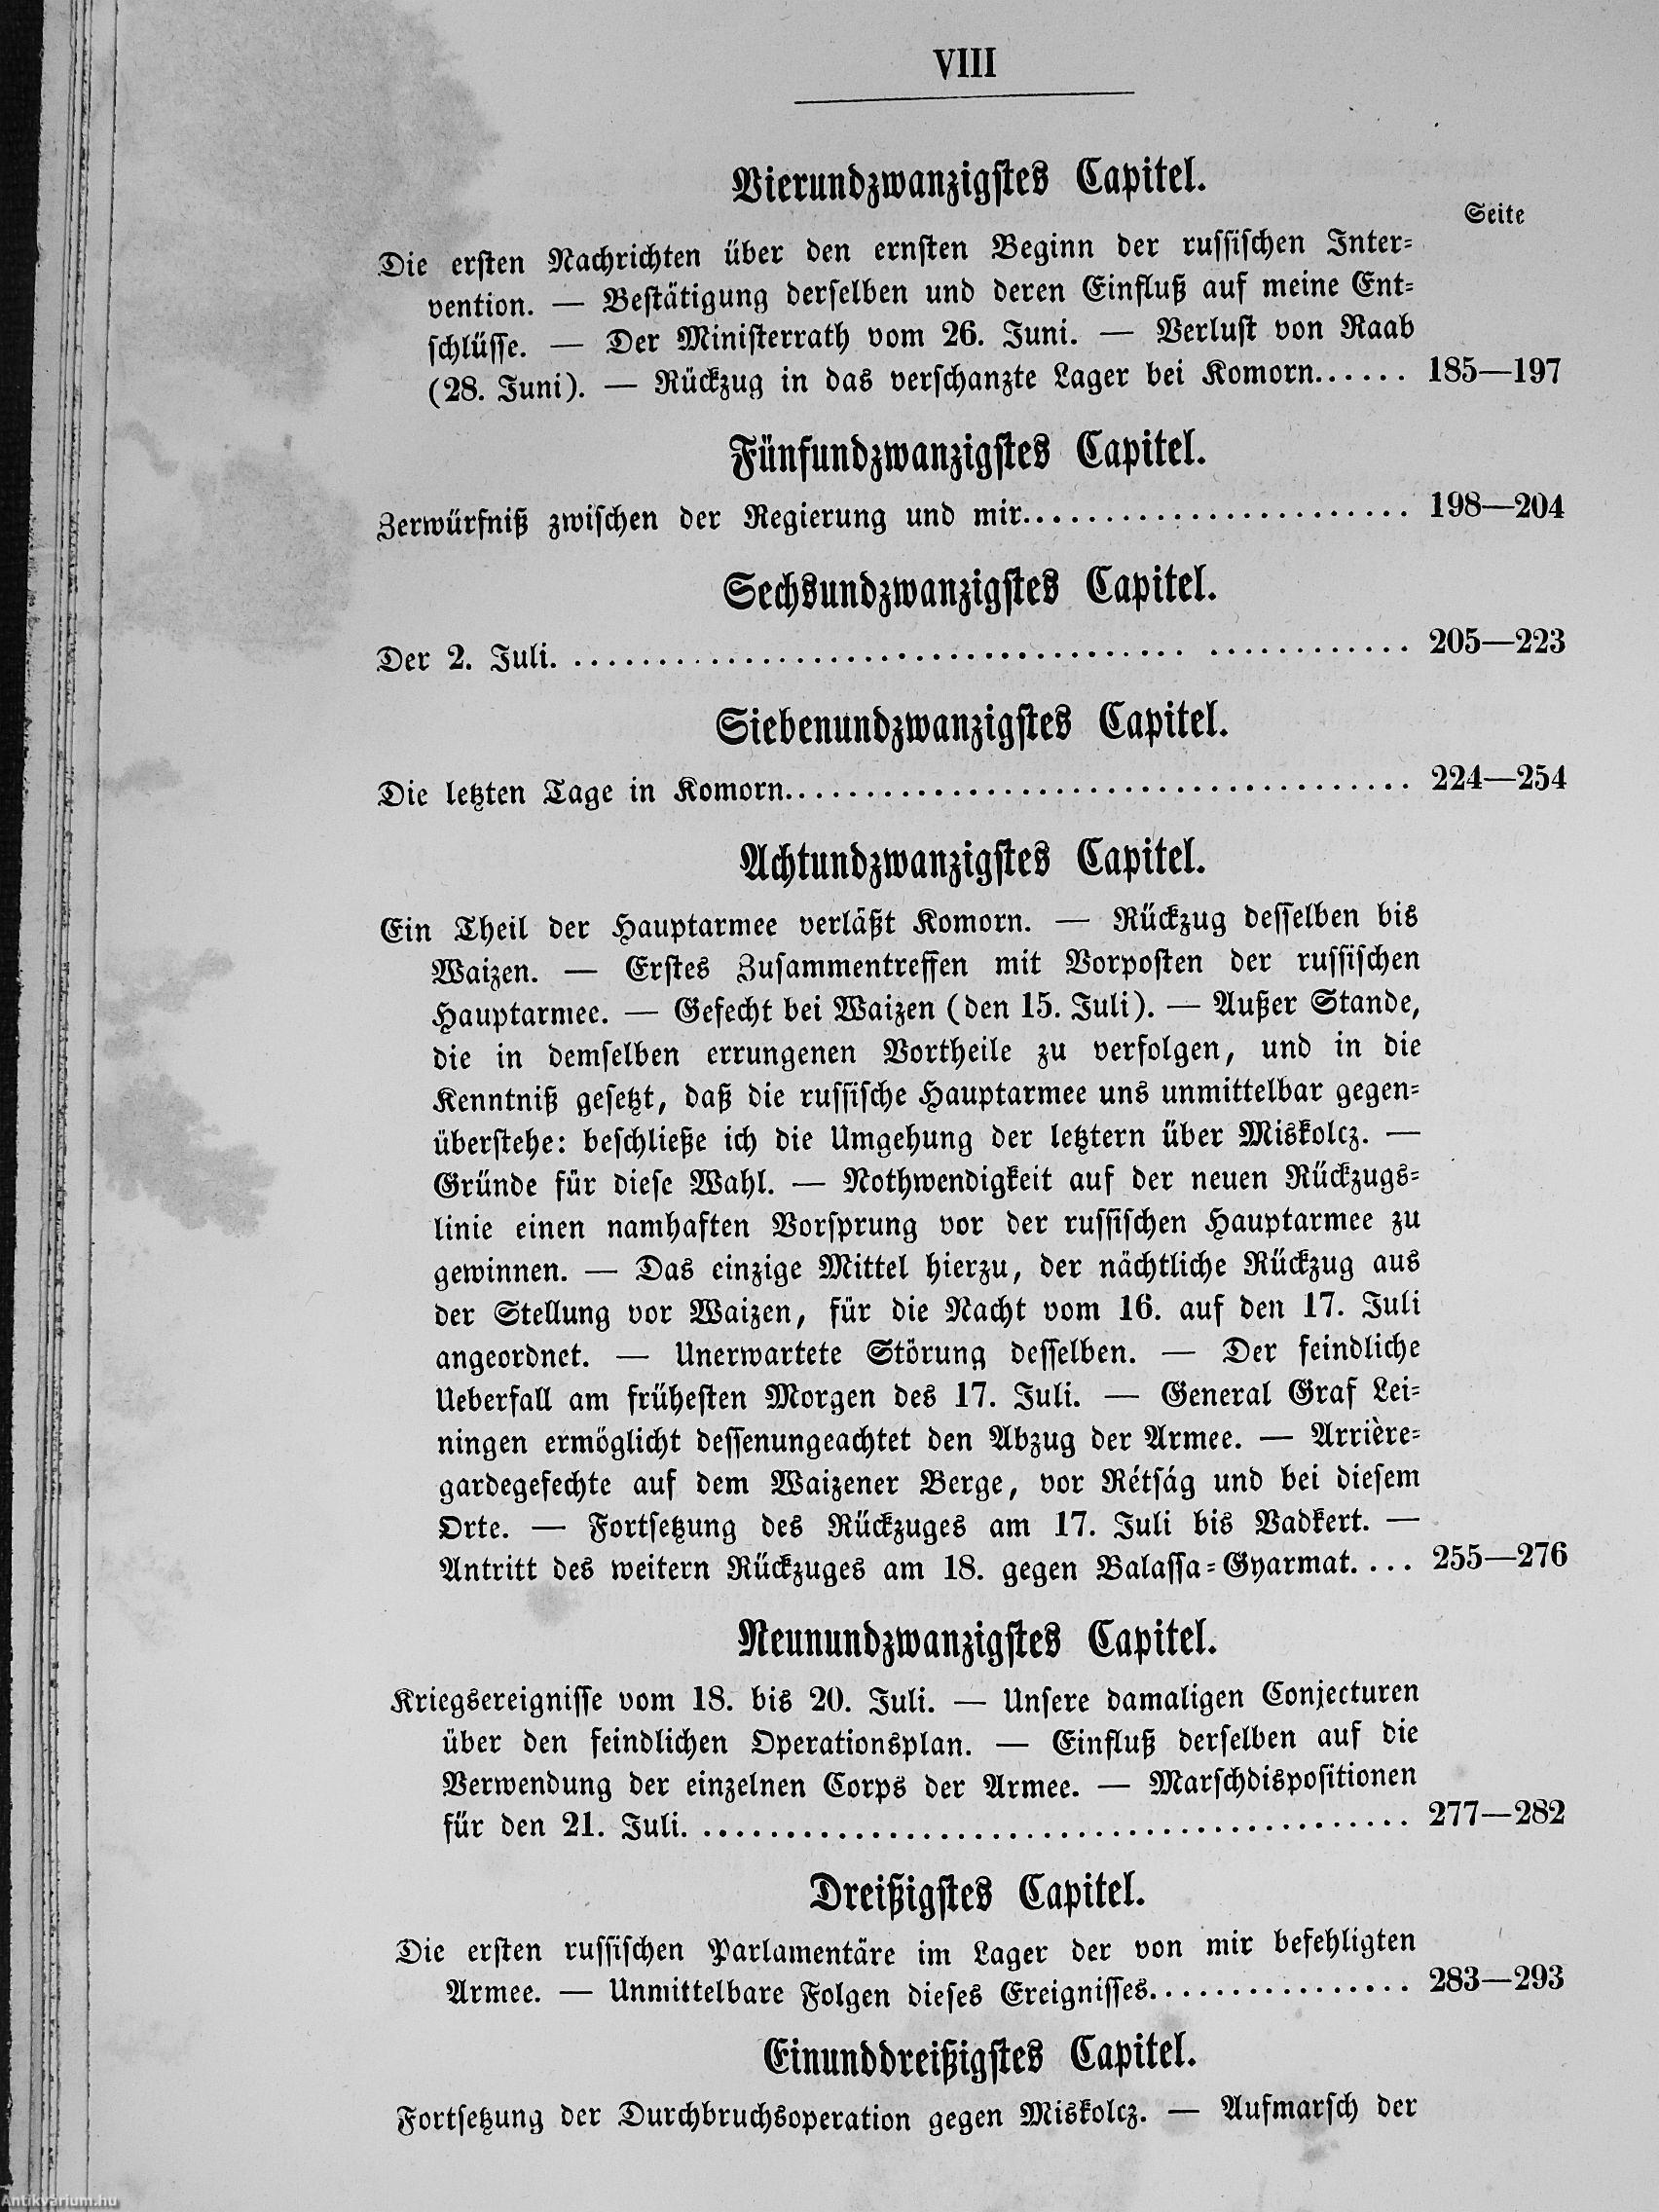 VIII
Vierundzwanzigstes Capitel.
Seite
Die ersten Nachrichten über den ernsten Beginn der russischen Inter-
vention. — Bestätigung derselben und deren Einfluß auf meine Ent-
schlüsse. — Der Ministerrath vom 26. Juni. — Verlust von Raab
(28. Juni). — Rückzug in das verschanzte Lager bei Komorn...... 185—197
Fünfundzwanzigstes Capitel.
Zerwürfniß zwischen der Regierung und mir........................ 198—204
Sechsundzwanzigstes Capitel.
Der 2. Juli. ................................................ 205—223
Siebenundzwanzigstes Capitel.
Die letzten Tage in Komorn...................................... 224—254
Achtundzwanzigstes Capitel.
Ein Theil der Hauptarmee verläßt Komorn. — Rückzug desselben bis
Waizen. — Erstes Zusammentreffen mit Vorposten der russischen
Hauptarmee. — Gefecht bei Waizen (den 15. Juli). — Außer Stande,
die in demselben errungenen Vortheile zu verfolgen, und in die
Kenntniß gesetzt, daß die russische Hauptarmee uns unmittelbar gegen-
überstehe: beschließe ich die Umgehung der letztern über Miskolcz. —
Gründe für diese Wahl. — Nothwendigkeit auf der neuen Rückzugs-
linie einen namhaften Vorsprung vor der russischen Hauptarmee zu
gewinnen. — Das einzige Mittel hierzu, der nächtliche Rückzug aus
der Stellung vor Waizen, für die Nacht vom 16. auf den 17. Juli
angeordnet. — Unerwartete Störung desselben. — Der feindliche
Ueberfall am frühesten Morgen des 17. Juli. — General Graf Lei-
ningen ermöglicht dessenungeachtet den Abzug der Armee. — Arrière-
gardegefechte auf dem Waizener Berge, vor Rétság und bei diesem
Orte. — Fortsetzung des Rückzuges am 17. Juli bis Vadkert. —
Antritt des weitern Rückzuges am 18. gegen Balassa-Gyarmat.... 255—276
Neunundzwanzigstes Capitel.
Kriegsereignisse vom 18. bis 20. Juli. — Unsere damaligen Conjecturen
über den feindlichen Operationsplan. — Einfluß derselben auf die
Verwendung der einzelnen Corps der Armee. — Marschdispositionen
für den 21. Juli. ........................................... 277—282
Dreißigstes Capitel.
Die ersten russischen Parlamentäre im Lager der von mir befehligten
Armee. — Unmittelbare Folgen dieses Ereignisses................ 283—293
Einunddreißigstes Capitel.
Fortsetzung der Durchbruchsoperation gegen Miskolcz. — Aufmarsch der
Antikvárium.hu